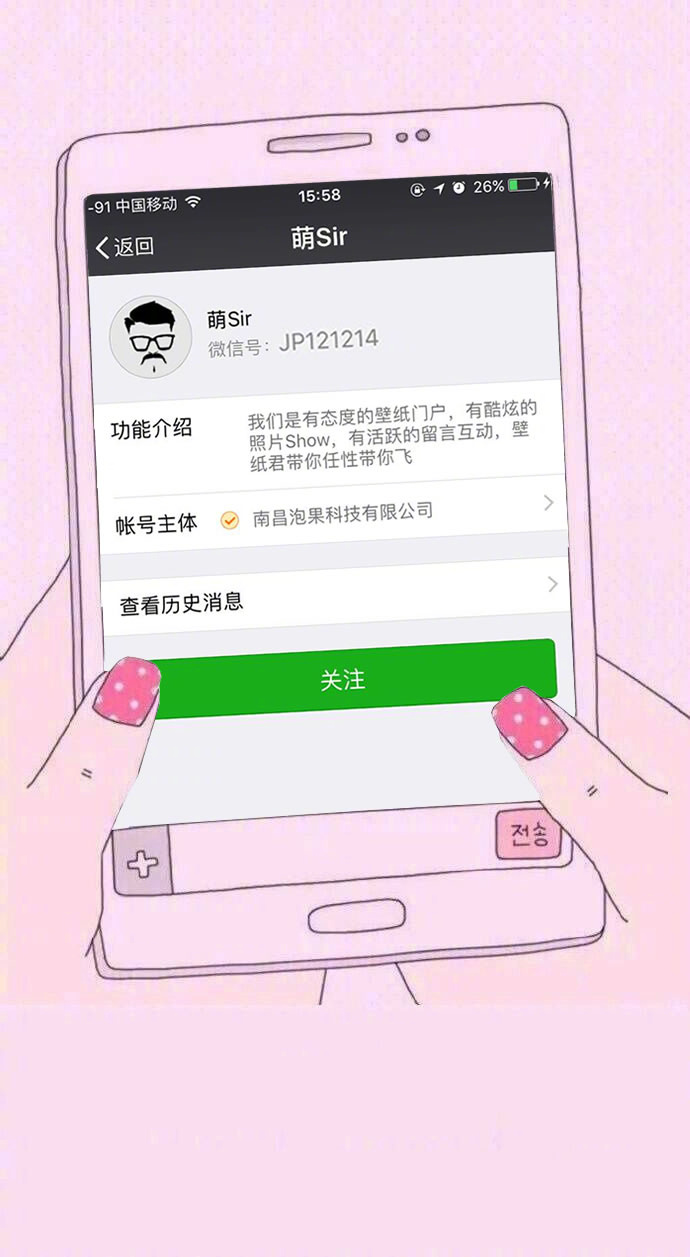 -91 中国移动 15:58 26%
返回 萌Sir
萌Sir
微信号: JP121214
功能介绍 我们是有态度的壁纸门户，有酷炫的
照片Show，有活跃的留言互动，壁
纸君带你任性带你飞
帐号主体 南昌泡果科技有限公司
查看历史消息
关注
전송